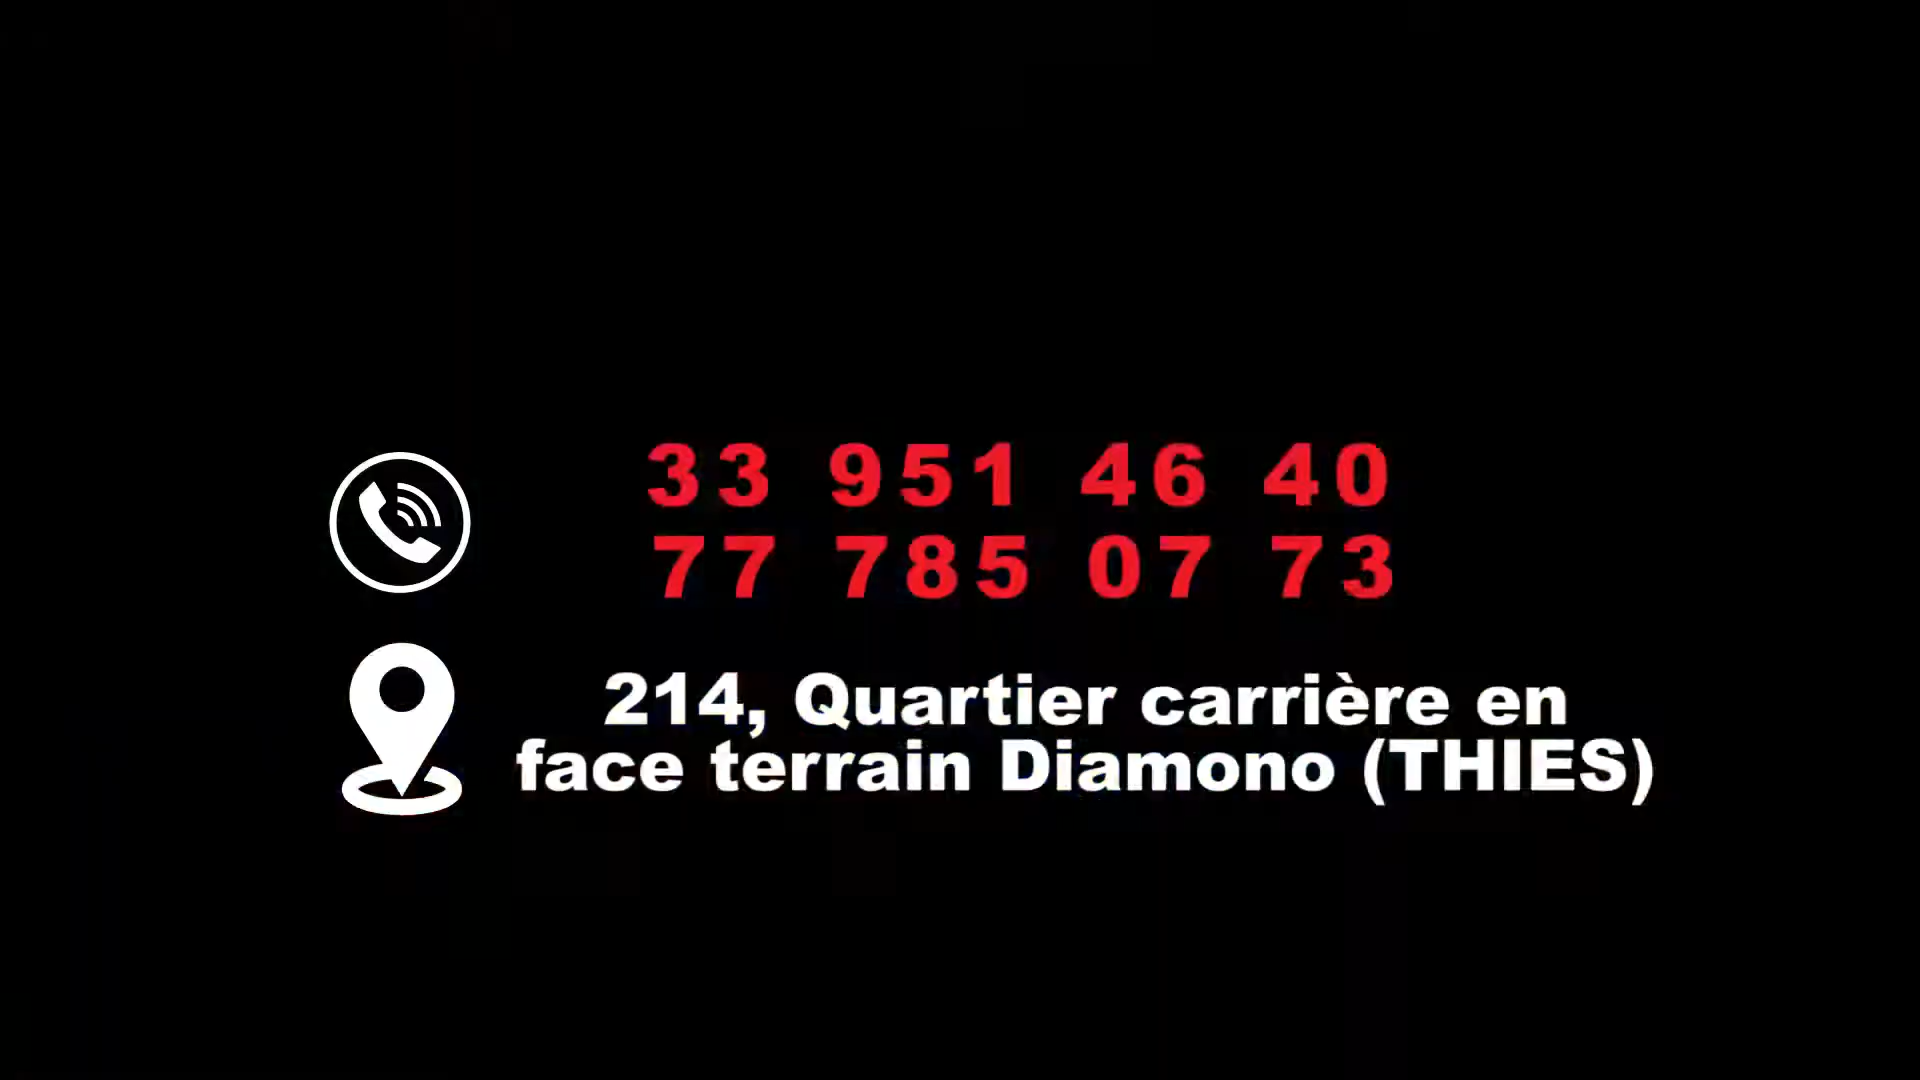 33 951 46 40
77 785 07 73
214, Quartier carrière en
face terrain Diamono (THIES)